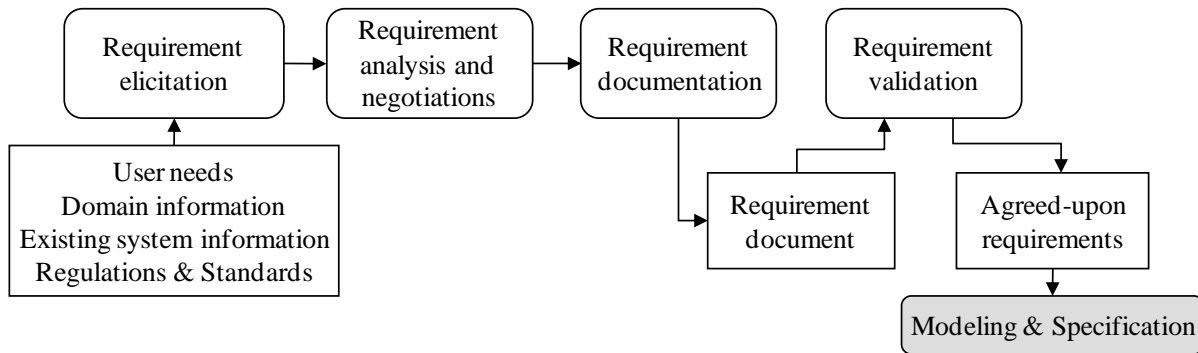 Requirement
elicitation
Requirement
analysis and
negotiations
Requirement
documentation
Requirement
validation
User needs
Domain information
Existing system information
Regulations & Standards
Requirement
document
Agreed-upon
requirements
Modeling & Specification